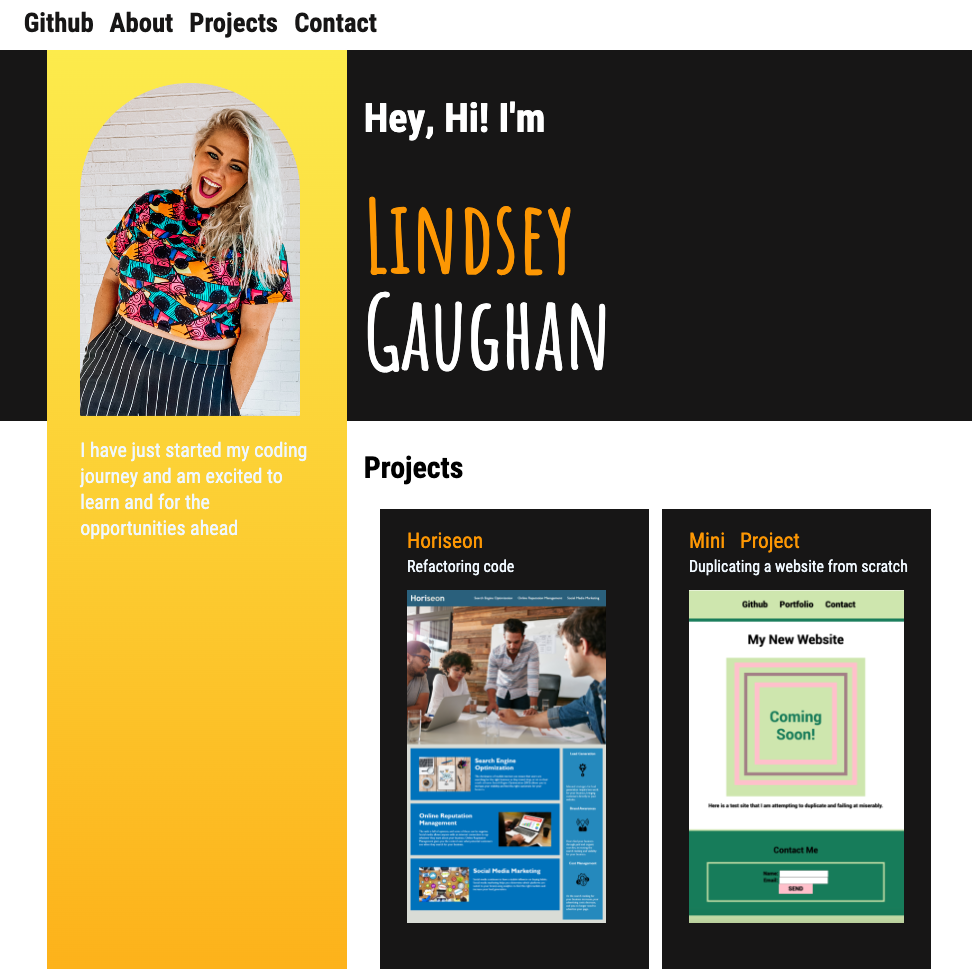 Github About Projects Contact
Hey, Hi! I'm
Lindsey
Gaughan
I have just started my coding
journey and am excited to
learn and for the
opportunities ahead
Projects
Horiseon
Refactoring code
Horiseon
Search Engine Optimization Online Reputation Management Social Media Marketing
Search Engine
Optimization
Online Reputation
Management
Social Media Marketing
Lead Generation
Brand Awareness
Cost Management
Mini Project
Duplicating a website from scratch
Github Portfolio Contact
My New Website
Coming
Soon!
Here is a test site that I am attempting to duplicate and failing at miserably.
Contact Me
Name:
Email:
SEND